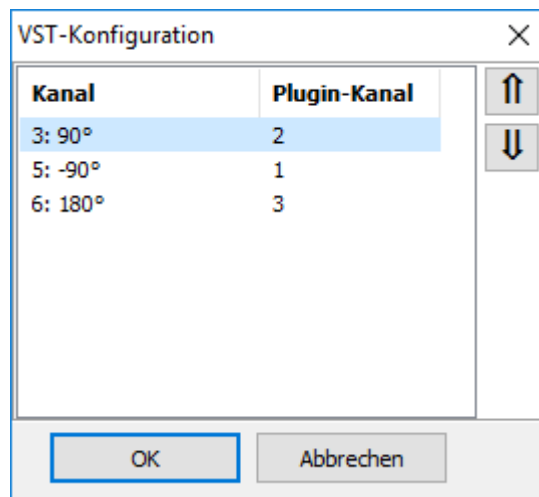 VST-Konfiguration
Kanal Plugin-Kanal
3: 90° 2
5: -90° 1
6: 180° 3
OK Abbrechen